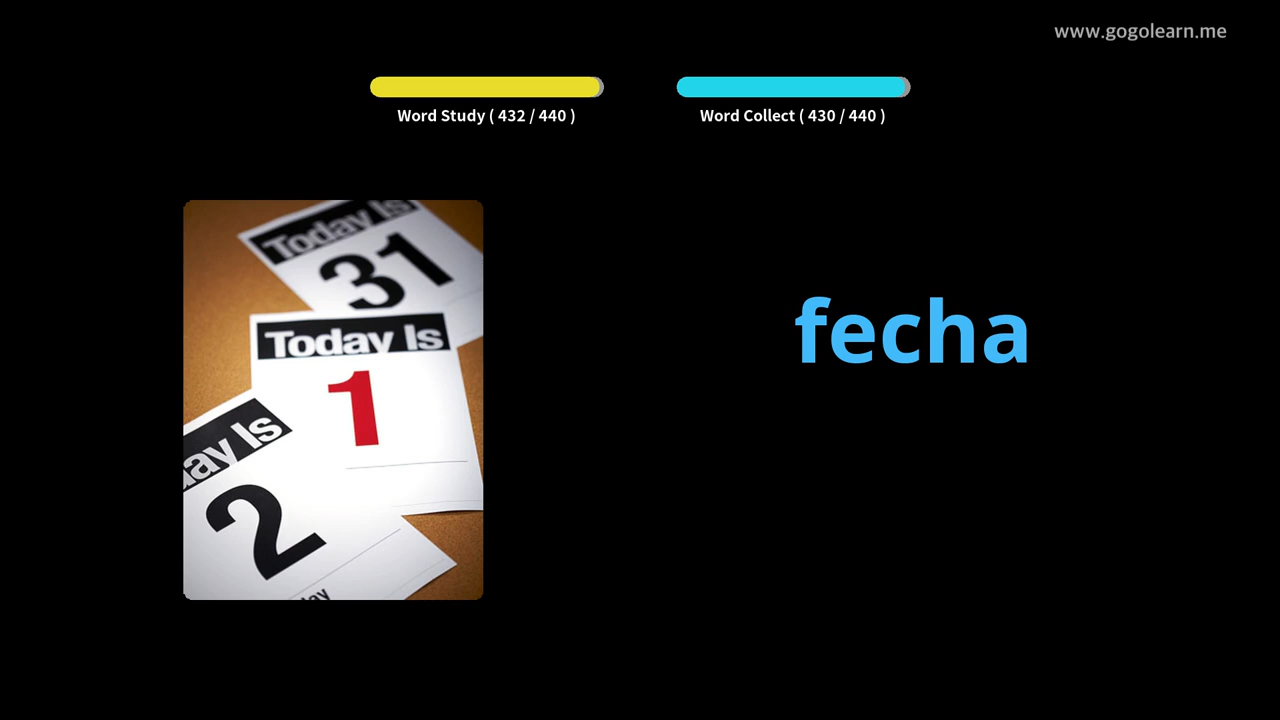 www.gogolearn.me
Word Study ( 432 / 440 )
Word Collect ( 430 / 440 )
Today Is
31
Today Is
1
ay Is
2
ay
fecha